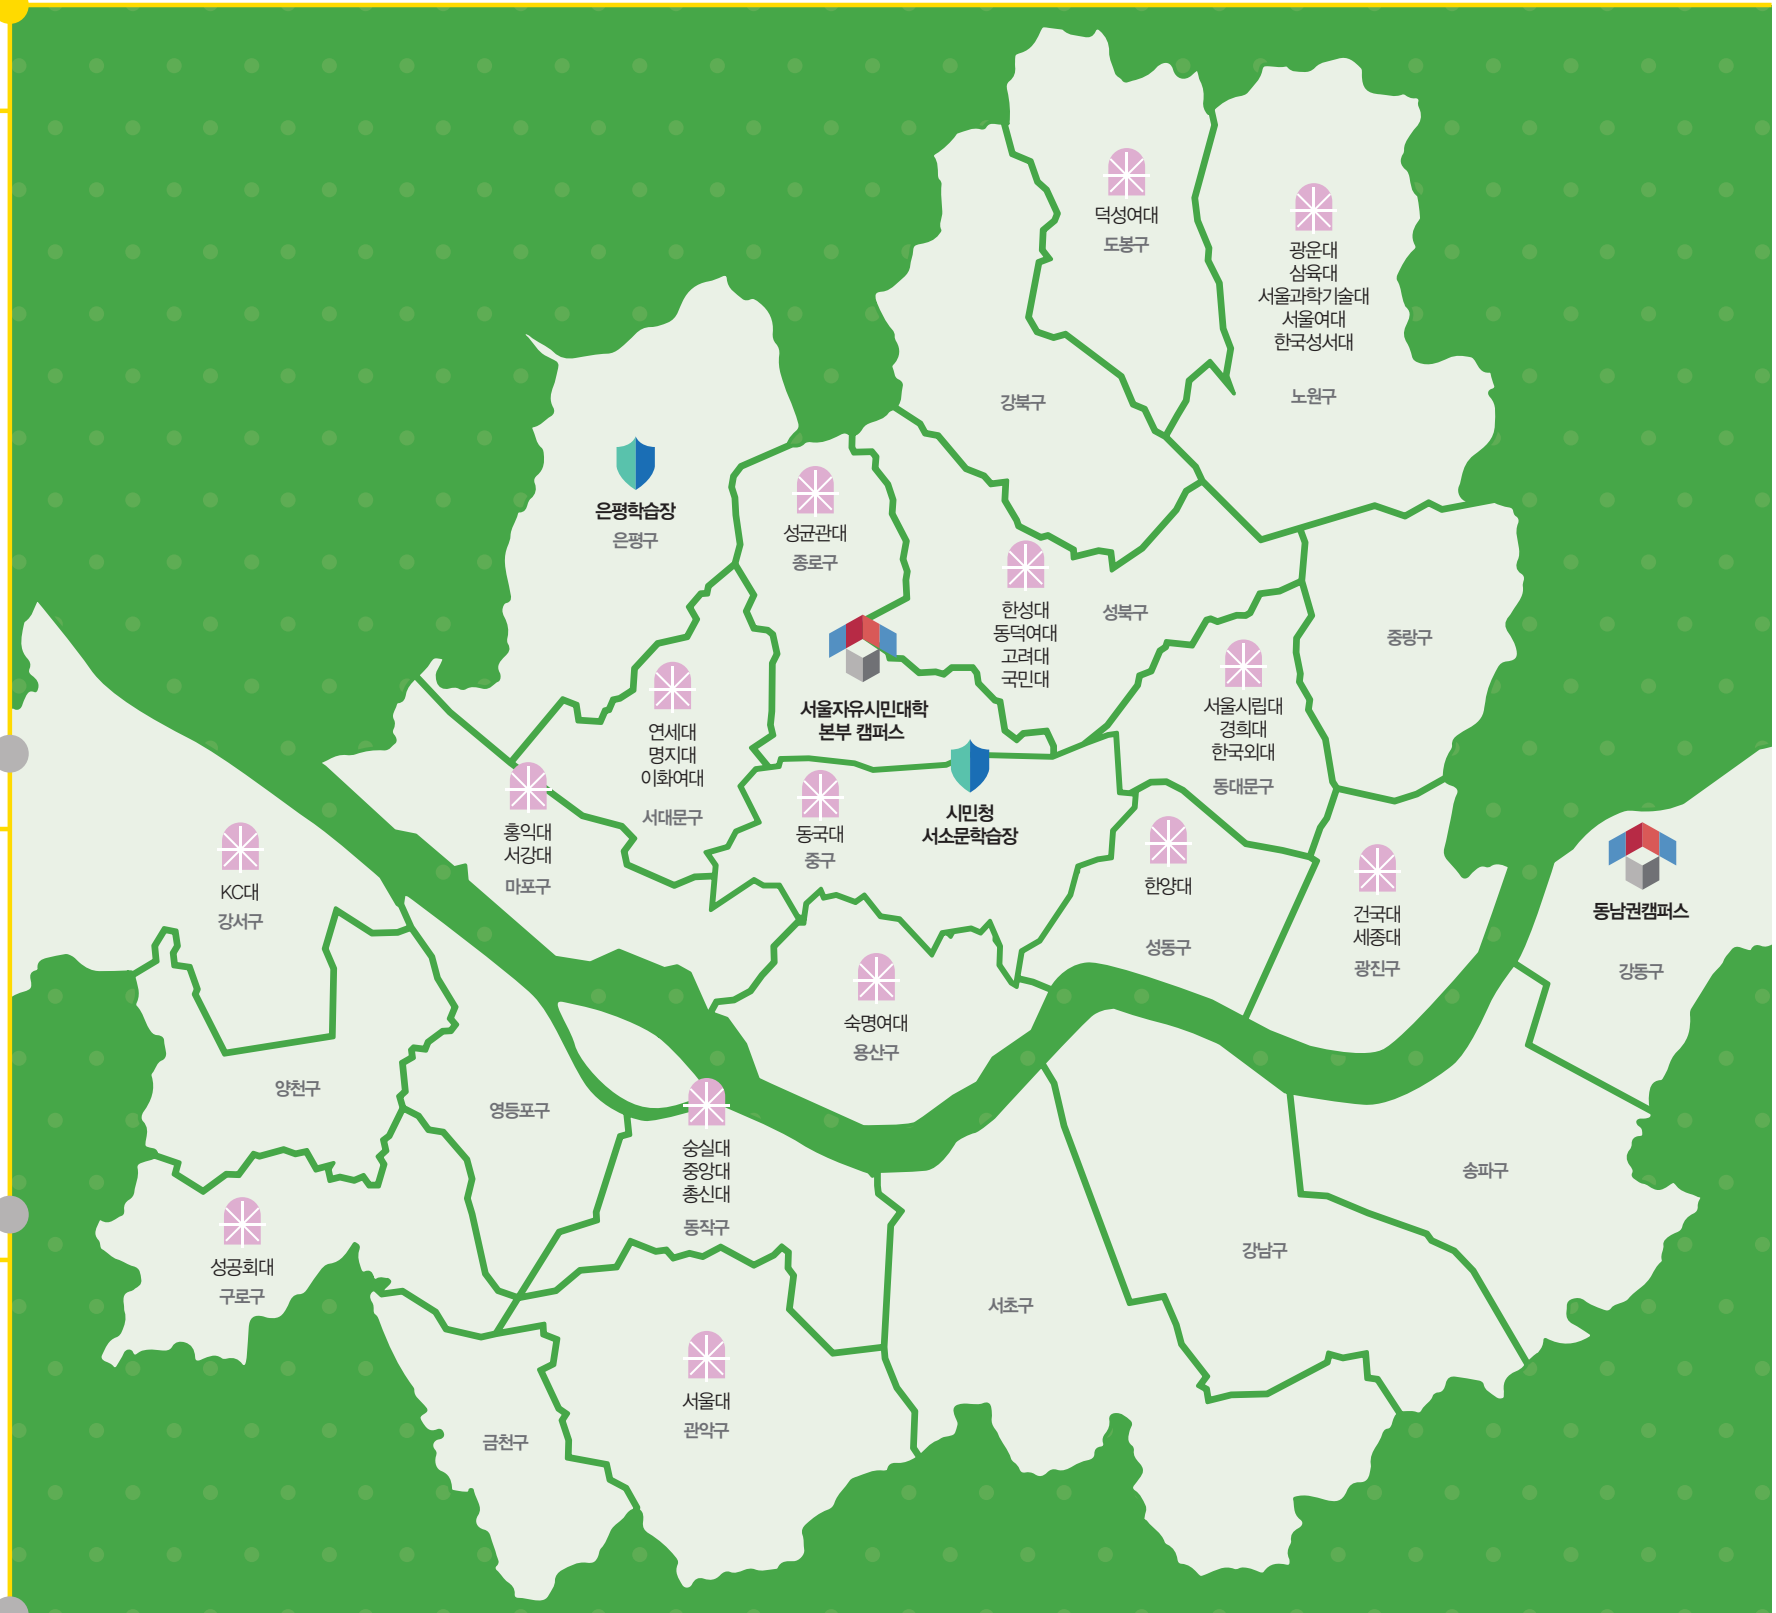 덕성여대
도봉구
광운대
삼육대
서울과학기술대
서울여대
한국성서대
노원구
강북구
은평학습장
은평구
성균관대
종로구
한성대
동덕여대
고려대
국민대
성북구
중랑구
서울자유시민대학
본부 캠퍼스
연세대
명지대
이화여대
서대문구
서울시립대
경희대
한국외대
동대문구
홍익대
서강대
마포구
동국대
중구
시민청
서소문학습장
한양대
성동구
건국대
세종대
광진구
동남권캠퍼스
강동구
KC대
강서구
숙명여대
용산구
양천구
영등포구
숭실대
중앙대
총신대
동작구
송파구
강남구
서초구
성공회대
구로구
서울대
관악구
금천구